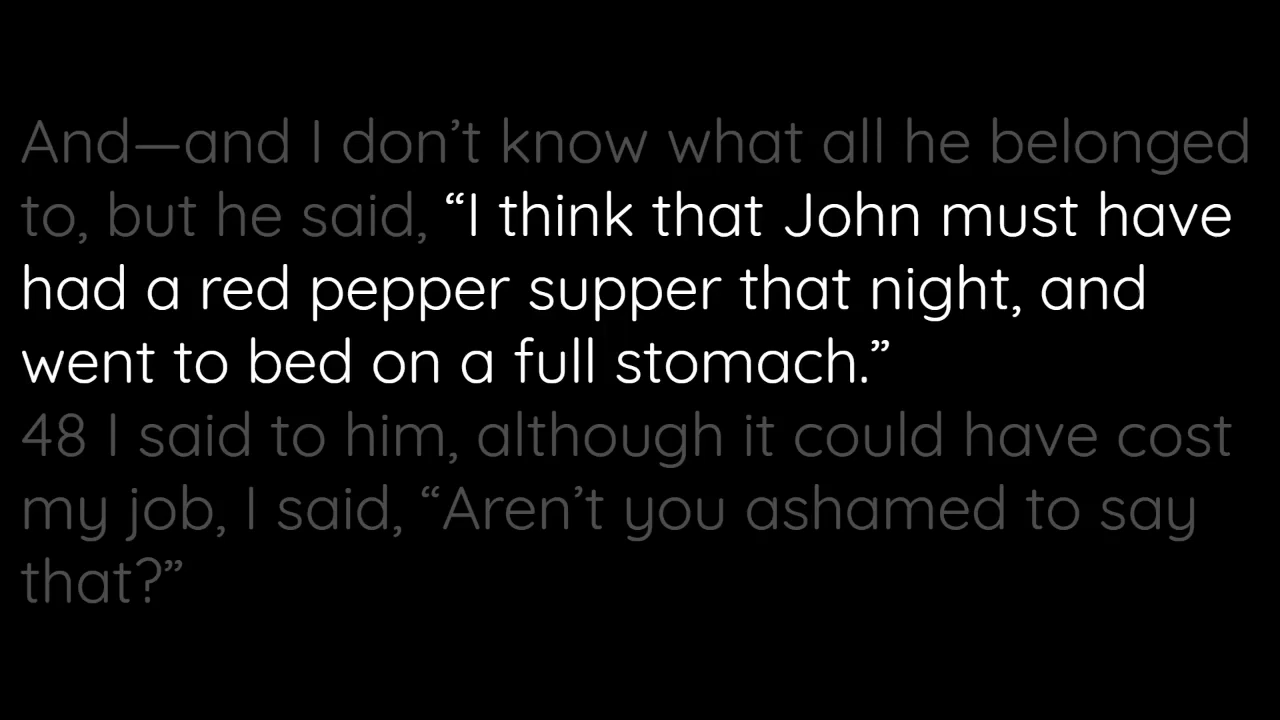 And—and I don’t know what all he belonged
to, but he said, “I think that John must have
had a red pepper supper that night, and
went to bed on a full stomach.”
48 I said to him, although it could have cost
my job, I said, “Aren’t you ashamed to say
that?”